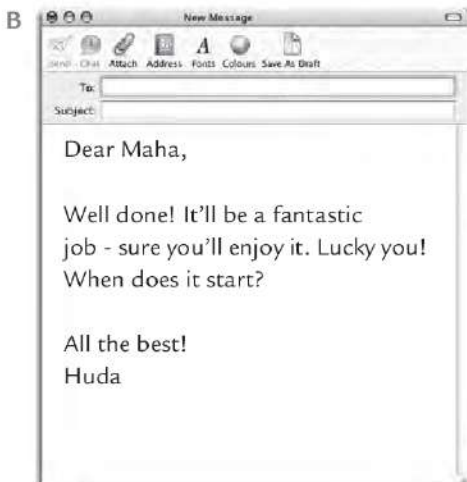 B
New Message
Send Chat Attach Address Fonts Colours Save As Draft
To:
Subject:
Dear Maha,
Well done! It'll be a fantastic
job - sure you'll enjoy it. Lucky you!
When does it start?
All the best!
Huda